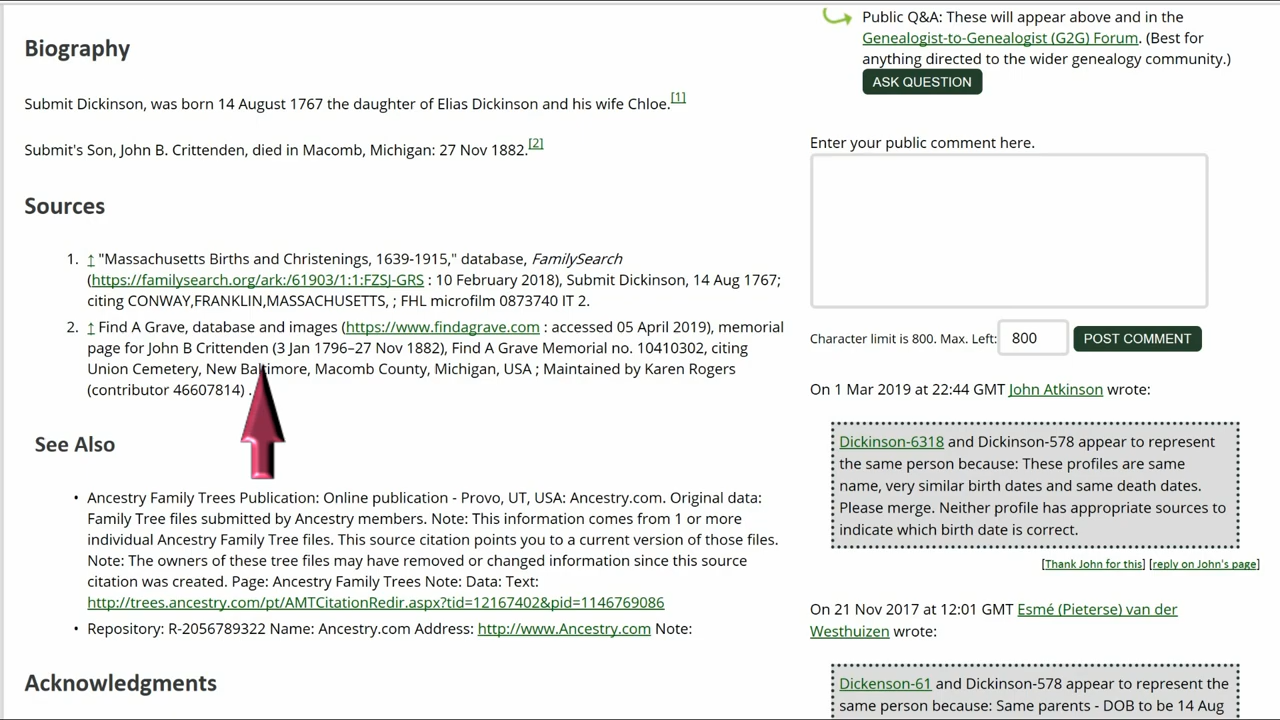 Biography
Submit Dickinson, was born 14 August 1767 the daughter of Elias Dickinson and his wife Chloe.[1]
Submit's Son, John B. Crittenden, died in Macomb, Michigan: 27 Nov 1882.[2]
Sources
1. ↑ "Massachusetts Births and Christenings, 1639-1915," database, FamilySearch
(https://familysearch.org/ark:/61903/1:1:FZSJ-GRS : 10 February 2018), Submit Dickinson, 14 Aug 1767;
citing CONWAY,FRANKLIN,MASSACHUSETTS, ; FHL microfilm 0873740 IT 2.
2. ↑ Find A Grave, database and images (https://www.findagrave.com : accessed 05 April 2019), memorial
page for John B Crittenden (3 Jan 1796–27 Nov 1882), Find A Grave Memorial no. 10410302, citing
Union Cemetery, New Baltimore, Macomb County, Michigan, USA ; Maintained by Karen Rogers
(contributor 46607814) .
See Also
• Ancestry Family Trees Publication: Online publication - Provo, UT, USA: Ancestry.com. Original data:
Family Tree files submitted by Ancestry members. Note: This information comes from 1 or more
individual Ancestry Family Tree files. This source citation points you to a current version of those files.
Note: The owners of these tree files may have removed or changed information since this source
citation was created. Page: Ancestry Family Trees Note: Data: Text:
http://trees.ancestry.com/pt/AMTCitationRedir.aspx?tid=12167402&pid=1146769086
• Repository: R-2056789322 Name: Ancestry.com Address: http://www.Ancestry.com Note:
Acknowledgments
Public Q&A: These will appear above and in the
Genealogist-to-Genealogist (G2G) Forum. (Best for
anything directed to the wider genealogy community.)
ASK QUESTION
Enter your public comment here.
Character limit is 800. Max. Left: 800 POST COMMENT
On 1 Mar 2019 at 22:44 GMT John Atkinson wrote:
Dickinson-6318 and Dickinson-578 appear to represent
the same person because: These profiles are same
name, very similar birth dates and same death dates.
Please merge. Neither profile has appropriate sources to
indicate which birth date is correct.
[Thank John for this] [reply on John's page]
On 21 Nov 2017 at 12:01 GMT Esmé (Pieterse) van der
Westhuizen wrote:
Dickenson-61 and Dickinson-578 appear to represent the
same person because: Same parents - DOB to be 14 Aug